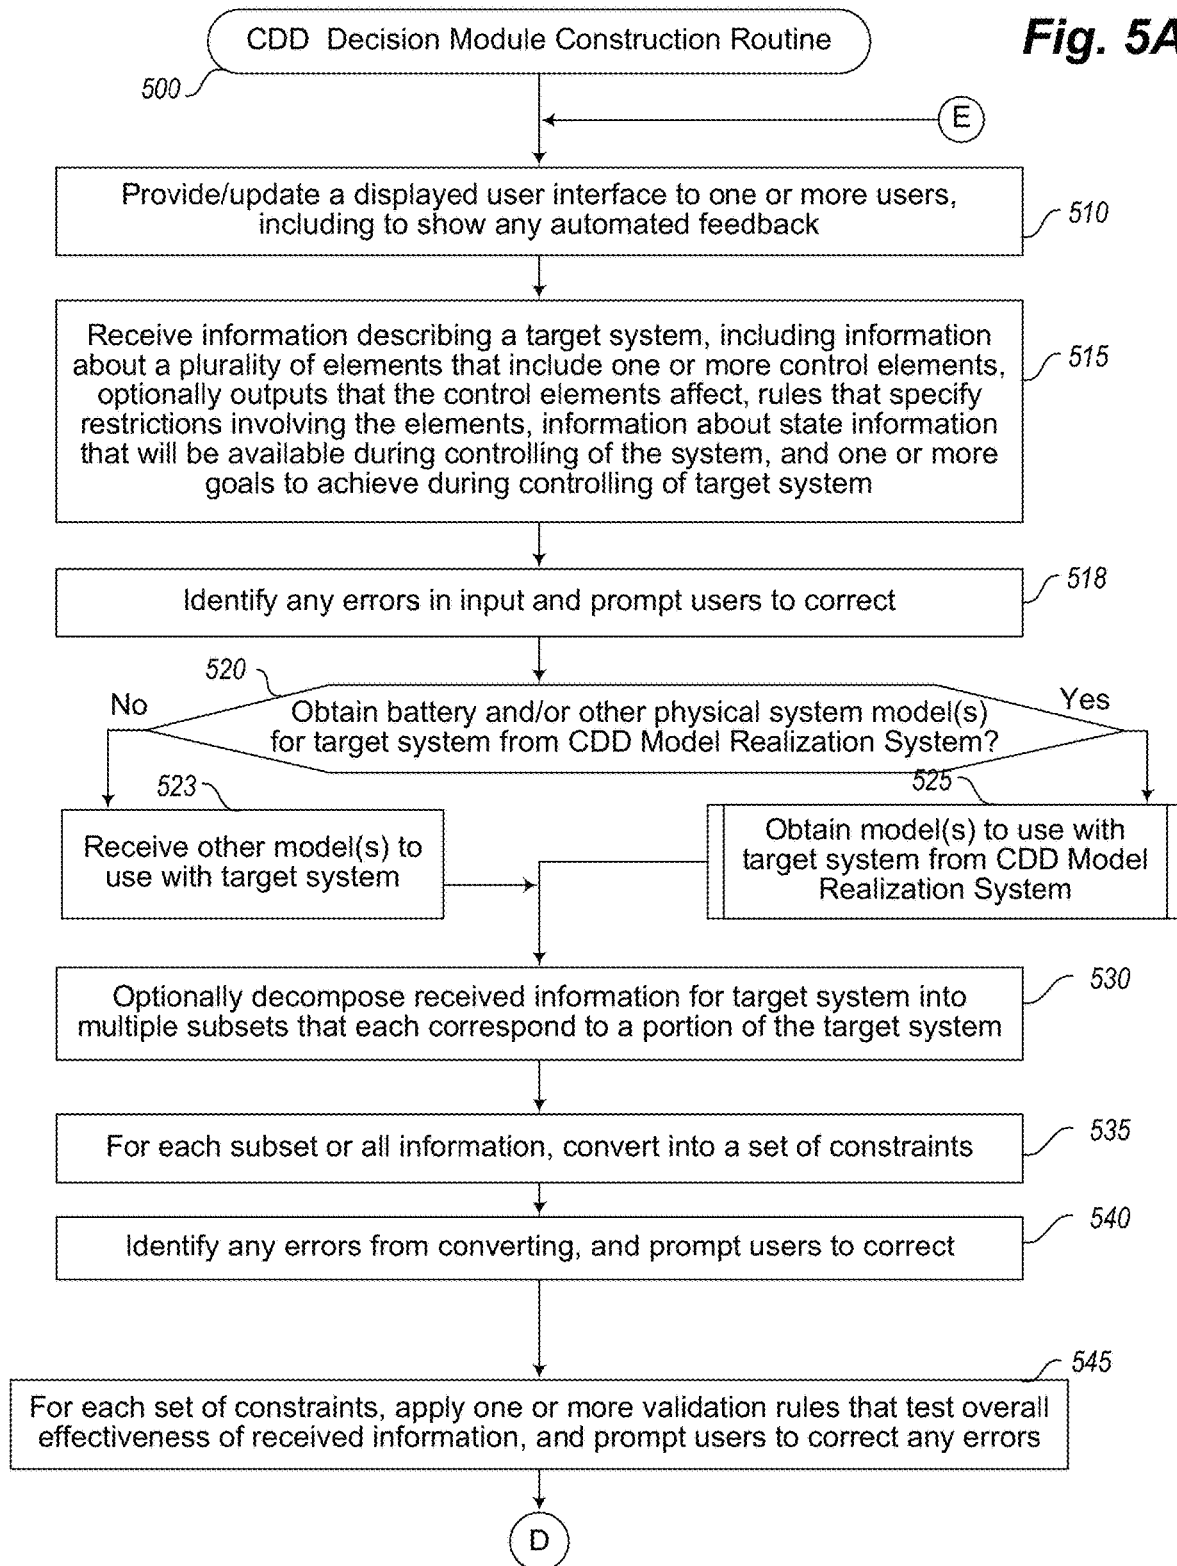 Fig. 5A
CDD Decision Module Construction Routine
500
E
Provide/update a displayed user interface to one or more users,
including to show any automated feedback
510
Receive information describing a target system, including information
about a plurality of elements that include one or more control elements,
optionally outputs that the control elements affect, rules that specify
restrictions involving the elements, information about state information
that will be available during controlling of the system, and one or more
goals to achieve during controlling of target system
515
Identify any errors in input and prompt users to correct
518
520
No
Obtain battery and/or other physical system model(s)
for target system from CDD Model Realization System?
Yes
523
Receive other model(s) to
use with target system
525
Obtain model(s) to use with
target system from CDD Model
Realization System
Optionally decompose received information for target system into
multiple subsets that each correspond to a portion of the target system
530
For each subset or all information, convert into a set of constraints
535
Identify any errors from converting, and prompt users to correct
540
545
For each set of constraints, apply one or more validation rules that test overall
effectiveness of received information, and prompt users to correct any errors
D